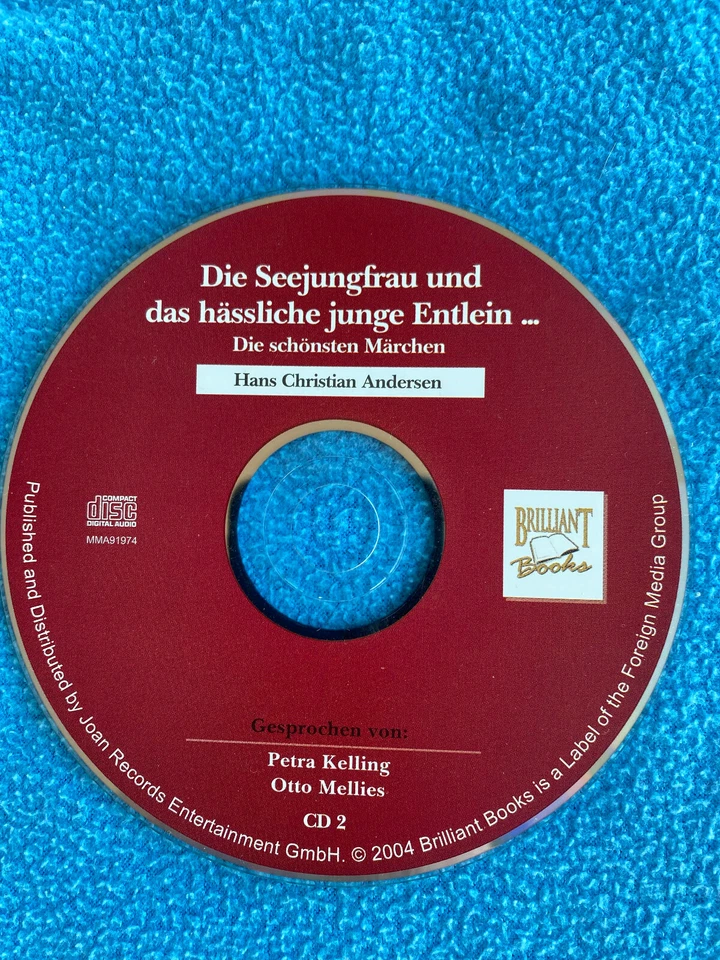 Die Seejungfrau und
das hässliche junge Entlein ...
Die schönsten Märchen
Hans Christian Andersen
COMPACT
disc
DIGITAL AUDIO
MMA91974
BRILLIANT
Books
Gesprochen von:
Petra Kelling
Otto Mellies
CD 2
Published and Distributed by Joan Records Entertainment GmbH. © 2004 Brilliant Books is a Label of the Foreign Media Group